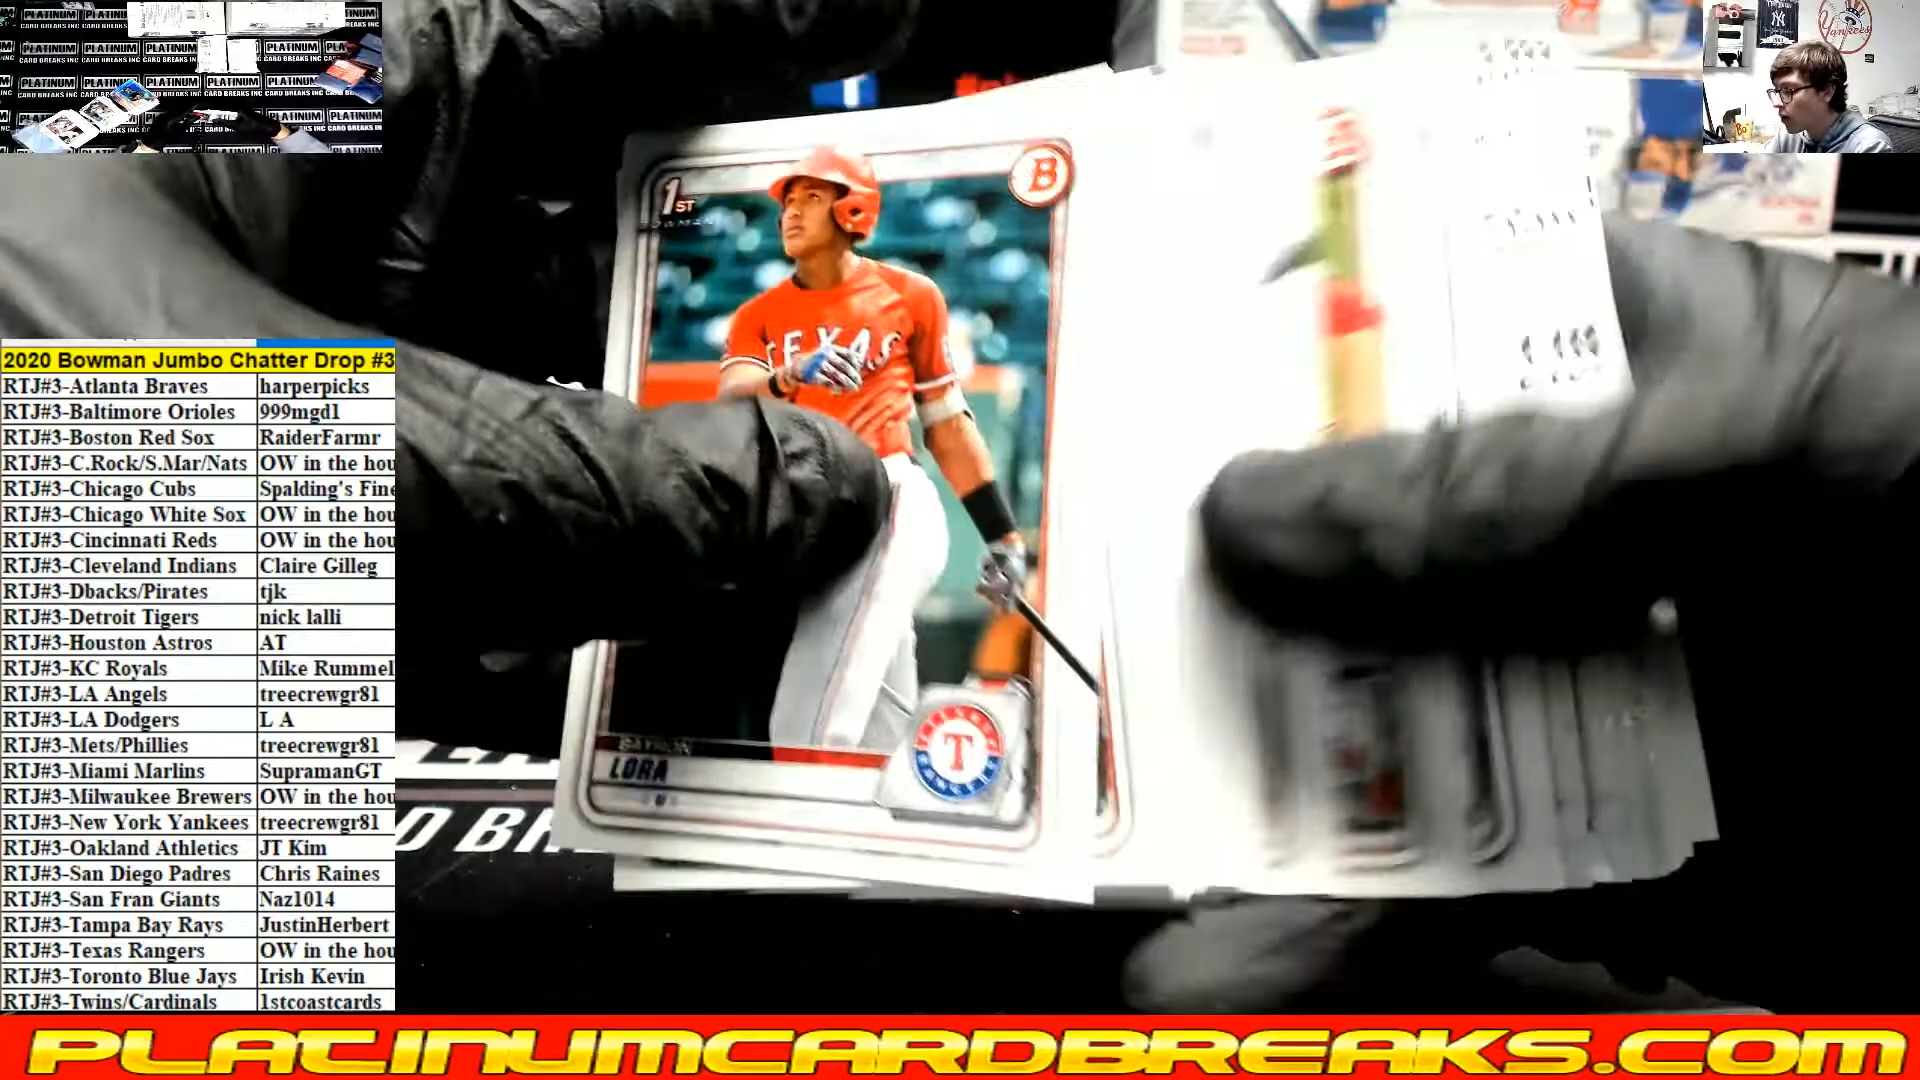 PLATINUM
CARD BREAKS INC
Yankees
1ST
BOWMAN
B
TEXAS
LORA
T
D BR
2020 Bowman Jumbo Chatter Drop #3
RTJ#3-Atlanta Braves harperpicks
RTJ#3-Baltimore Orioles 999mgd1
RTJ#3-Boston Red Sox RaiderFarmr
RTJ#3-C.Rock/S.Mar/Nats OW in the hou
RTJ#3-Chicago Cubs Spalding's Fine
RTJ#3-Chicago White Sox OW in the hou
RTJ#3-Cincinnati Reds OW in the hou
RTJ#3-Cleveland Indians Claire Gilleg
RTJ#3-Dbacks/Pirates tjk
RTJ#3-Detroit Tigers nick lalli
RTJ#3-Houston Astros AT
RTJ#3-KC Royals Mike Rummel
RTJ#3-LA Angels treecrewgr81
RTJ#3-LA Dodgers L A
RTJ#3-Mets/Phillies treecrewgr81
RTJ#3-Miami Marlins SupramanGT
RTJ#3-Milwaukee Brewers OW in the hou
RTJ#3-New York Yankees treecrewgr81
RTJ#3-Oakland Athletics JT Kim
RTJ#3-San Diego Padres Chris Raines
RTJ#3-San Fran Giants Naz1014
RTJ#3-Tampa Bay Rays JustinHerbert
RTJ#3-Texas Rangers OW in the hou
RTJ#3-Toronto Blue Jays Irish Kevin
RTJ#3-Twins/Cardinals 1stcoastcards
PLATINUMCARDBREAKS.COM